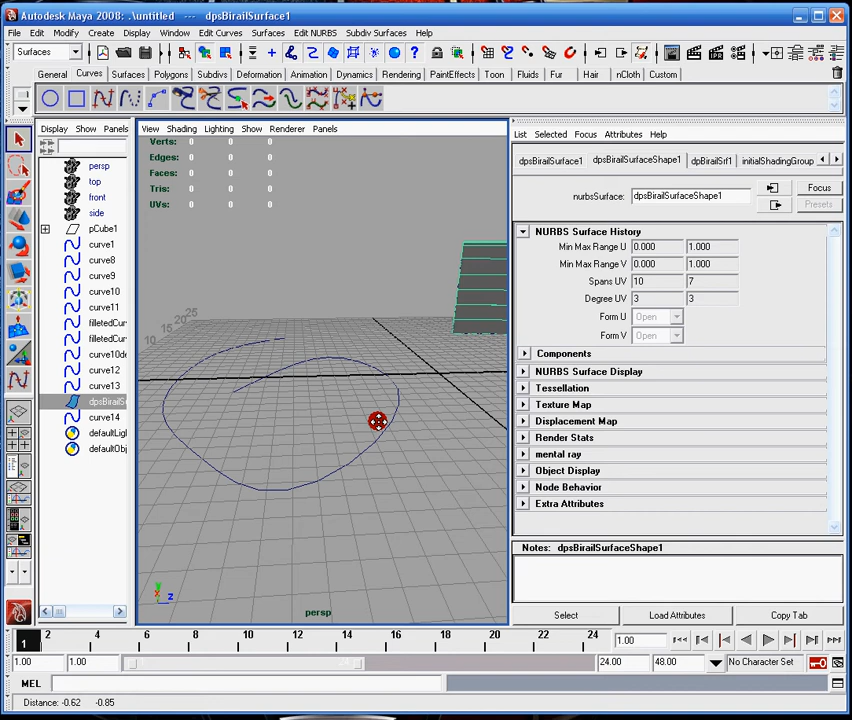 Autodesk Maya 2008: .\untitled --- dpsBirailSurface1
File Edit Modify Create Display Window Edit Curves Surfaces Edit NURBS Subdiv Surfaces Getnet
Surfaces
General Curves Surfaces Polygons Subdivs Deformation Animation Dynamics Rendering PaintEffects Toon Fluids Fur Hair nCloth Custom
Display Show Panels
View Shading Lighting Show Renderer Panels
List Selected Focus Attributes Help
Verts: 0 0 0
Edges: 0 0 0
Faces: 0 0 0
Tris: 0 0 0
UVs: 0 0 0
persp
top
front
side
pCube1
curve1
curve8
curve9
curve10
curve11
filletedCur
filletedCur
curve10de
curve12
curve13
dpsBirailS
curve14
defaultLig
defaultObj
10 15 20 25
y
z
persp
dpsBirailSurface1 dpsBirailSurfaceShape1 dpBirailSrf1 initialShadingGroup
nurbsSurface: dpsBirailSurfaceShape1
Focus
Presets
NURBS Surface History
Min Max Range U 0.000 1.000
Min Max Range V 0.000 1.000
Spans UV 10 7
Degree UV 3 3
Form U Open
Form V Open
Components
NURBS Surface Display
Tessellation
Texture Map
Displacement Map
Render Stats
mental ray
Object Display
Node Behavior
Extra Attributes
Notes: dpsBirailSurfaceShape1
Select Load Attributes Copy Tab
1 2 4 6 8 10 12 14 16 18 20 22 24 1.00
1.00 1.00 24.00 48.00 No Character Set
MEL
Distance: -0.62 -0.85